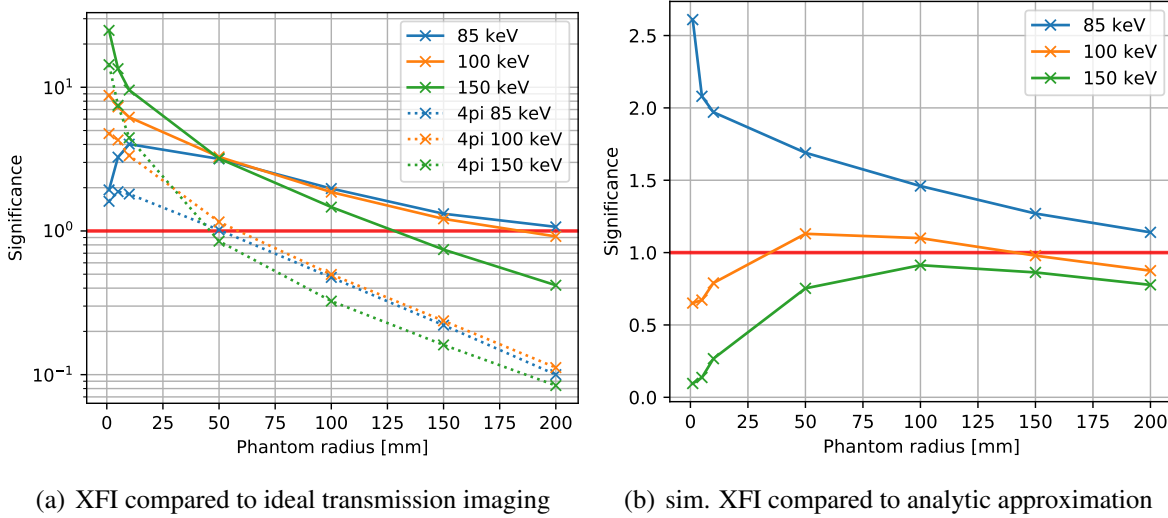 85 keV
100 keV
150 keV
4pi 85 keV
4pi 100 keV
4pi 150 keV
10¹
10⁰
10⁻¹
Significance
0 25 50 75 100 125 150 175 200
Phantom radius [mm]
(a) XFI compared to ideal transmission imaging
85 keV
100 keV
150 keV
2.5
2.0
1.5
1.0
0.5
0.0
Significance
0 25 50 75 100 125 150 175 200
Phantom radius [mm]
(b) sim. XFI compared to analytic approximation